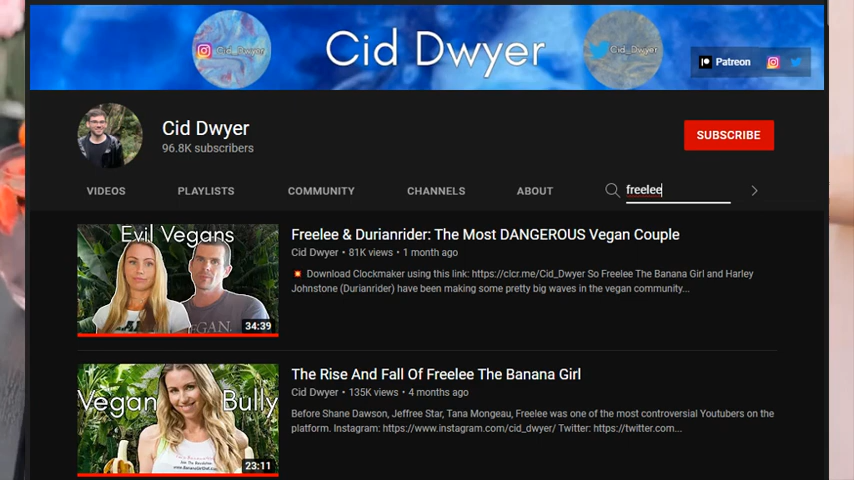 Cid_Dwyer
Cid Dwyer
Cid_Dwyer
Patreon
Cid Dwyer
96.8K subscribers
SUBSCRIBE
VIDEOS PLAYLISTS COMMUNITY CHANNELS ABOUT freelee
Evil Vegans
GAN.
34:39
Freelee & Durianrider: The Most DANGEROUS Vegan Couple
Cid Dwyer • 81K views • 1 month ago
Download Clockmaker using this link: https://clcr.me/Cid_Dwyer So Freelee The Banana Girl and Harley
Johnstone (Durianrider) have been making some pretty big waves in the vegan community...
Vegan Bully
23:11
The Rise And Fall Of Freelee The Banana Girl
Cid Dwyer • 135K views • 4 months ago
Before Shane Dawson, Jeffree Star, Tana Mongeau, Freelee was one of the most controversial Youtubers on the
platform. Instagram: https://www.instagram.com/cid_dwyer/ Twitter: https://twitter.com...